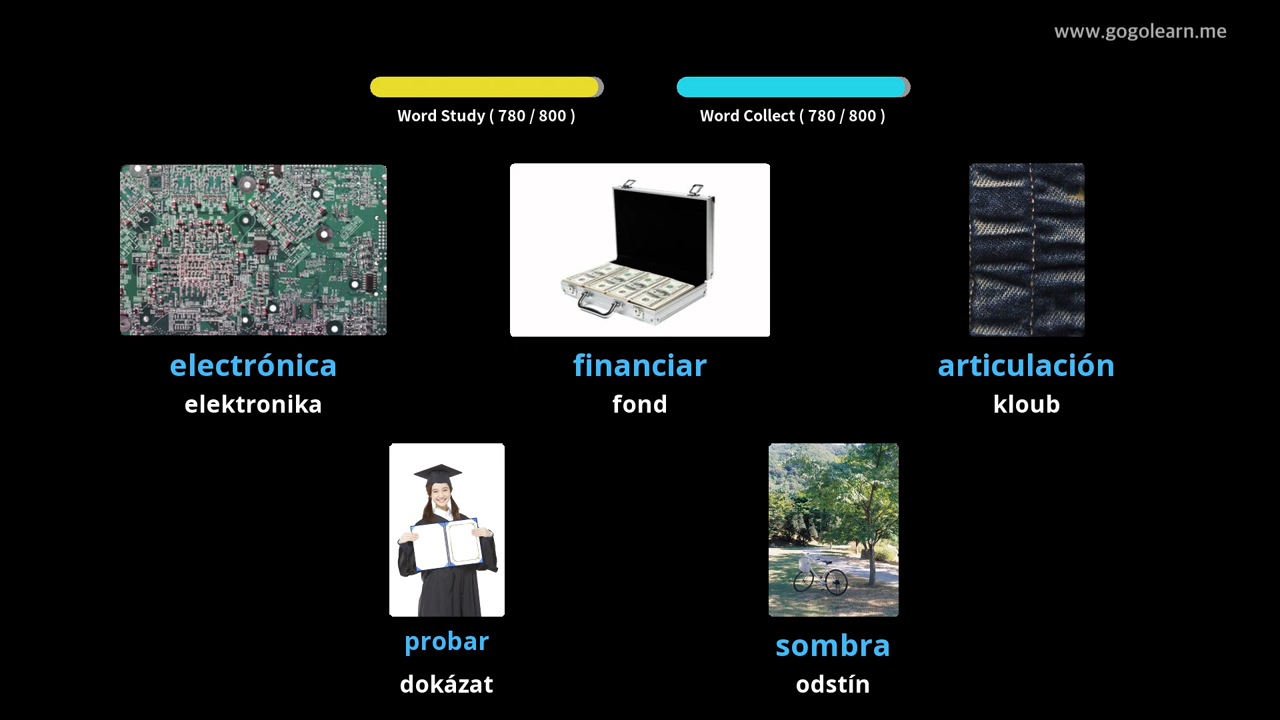 www.gogolearn.me
Word Study ( 780 / 800 )
Word Collect ( 780 / 800 )
electrónica
elektronika
financiar
fond
articulación
kloub
probar
dokázat
sombra
odstín